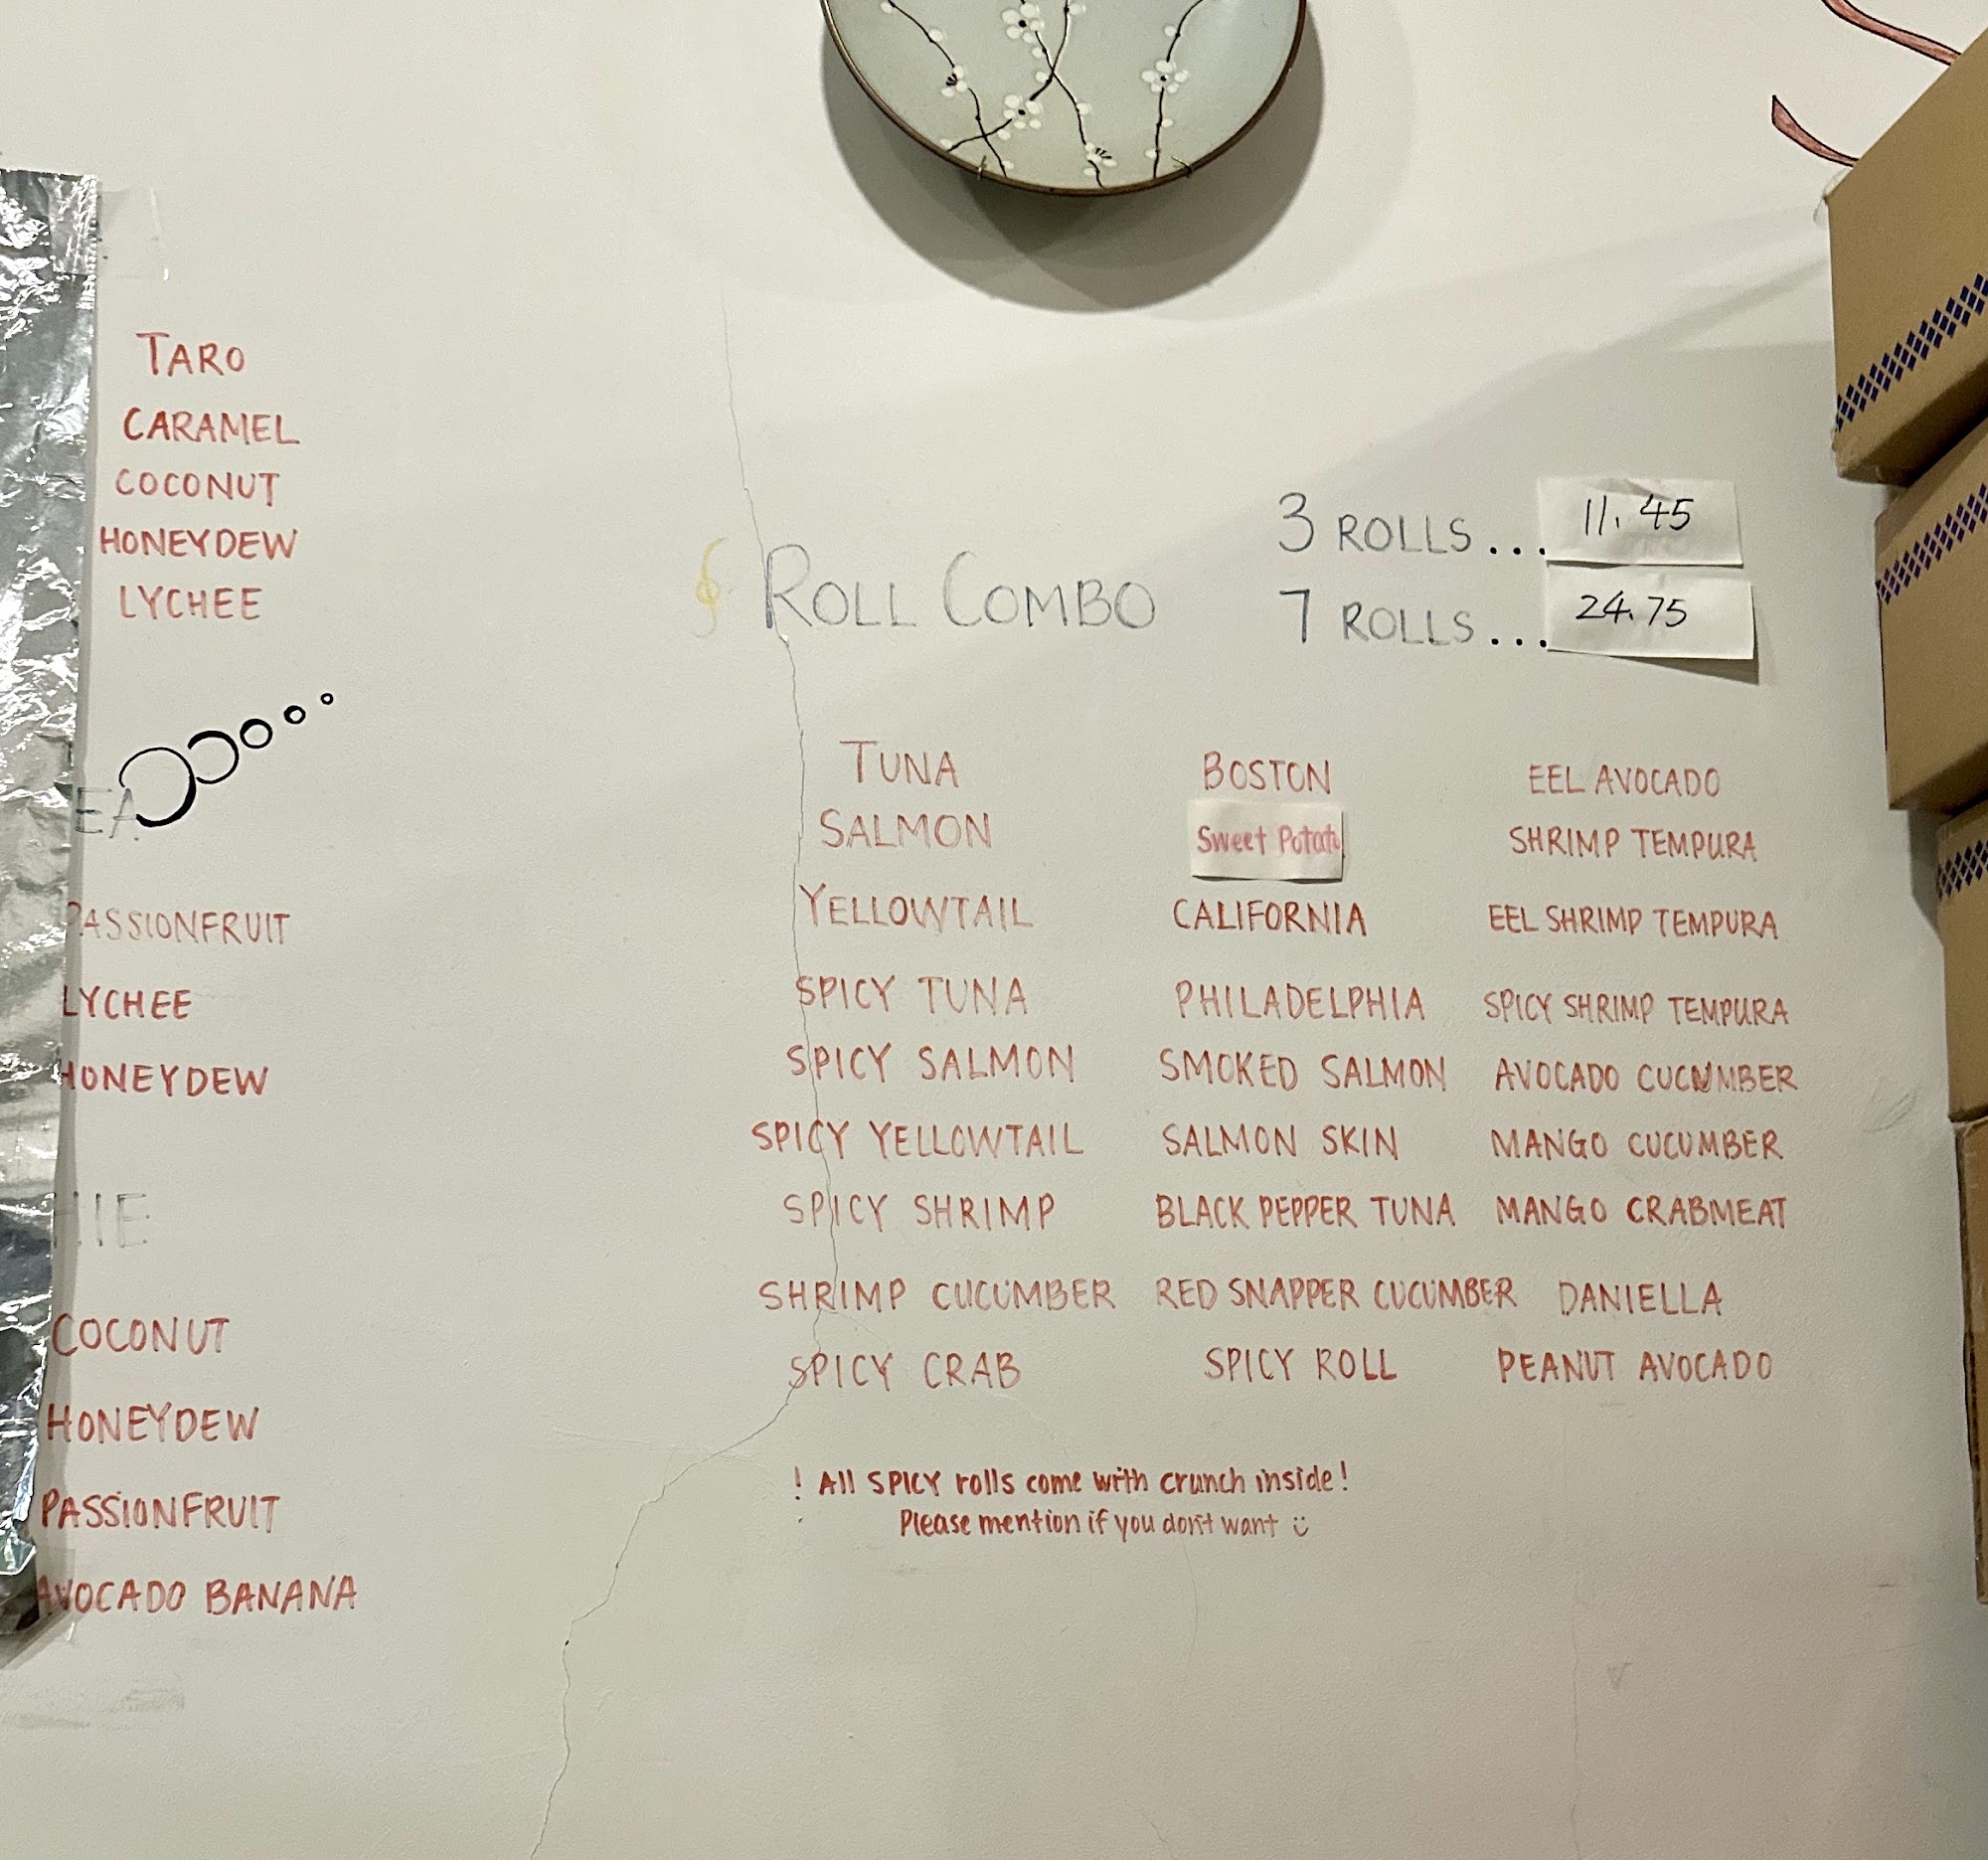 TARO
CARAMEL
COCONUT
HONEYDEW
LYCHEE
PASSIONFRUIT
LYCHEE
HONEYDEW
COCONUT
HONEYDEW
PASSIONFRUIT
AVOCADO BANANA
ROLL COMBO
3 ROLLS... 11.45
7 ROLLS... 24.75
TUNA BOSTON EEL AVOCADO
SALMON Sweet Potato SHRIMP TEMPURA
YELLOWTAIL CALIFORNIA EEL SHRIMP TEMPURA
SPICY TUNA PHILADELPHIA SPICY SHRIMP TEMPURA
SPICY SALMON SMOKED SALMON AVOCADO CUCUMBER
SPICY YELLOWTAIL SALMON SKIN MANGO CUCUMBER
SPICY SHRIMP BLACK PEPPER TUNA MANGO CRABMEAT
SHRIMP CUCUMBER RED SNAPPER CUCUMBER DANIELLA
SPICY CRAB SPICY ROLL PEANUT AVOCADO
! All SPICY rolls come with crunch inside!
Please mention if you don't want